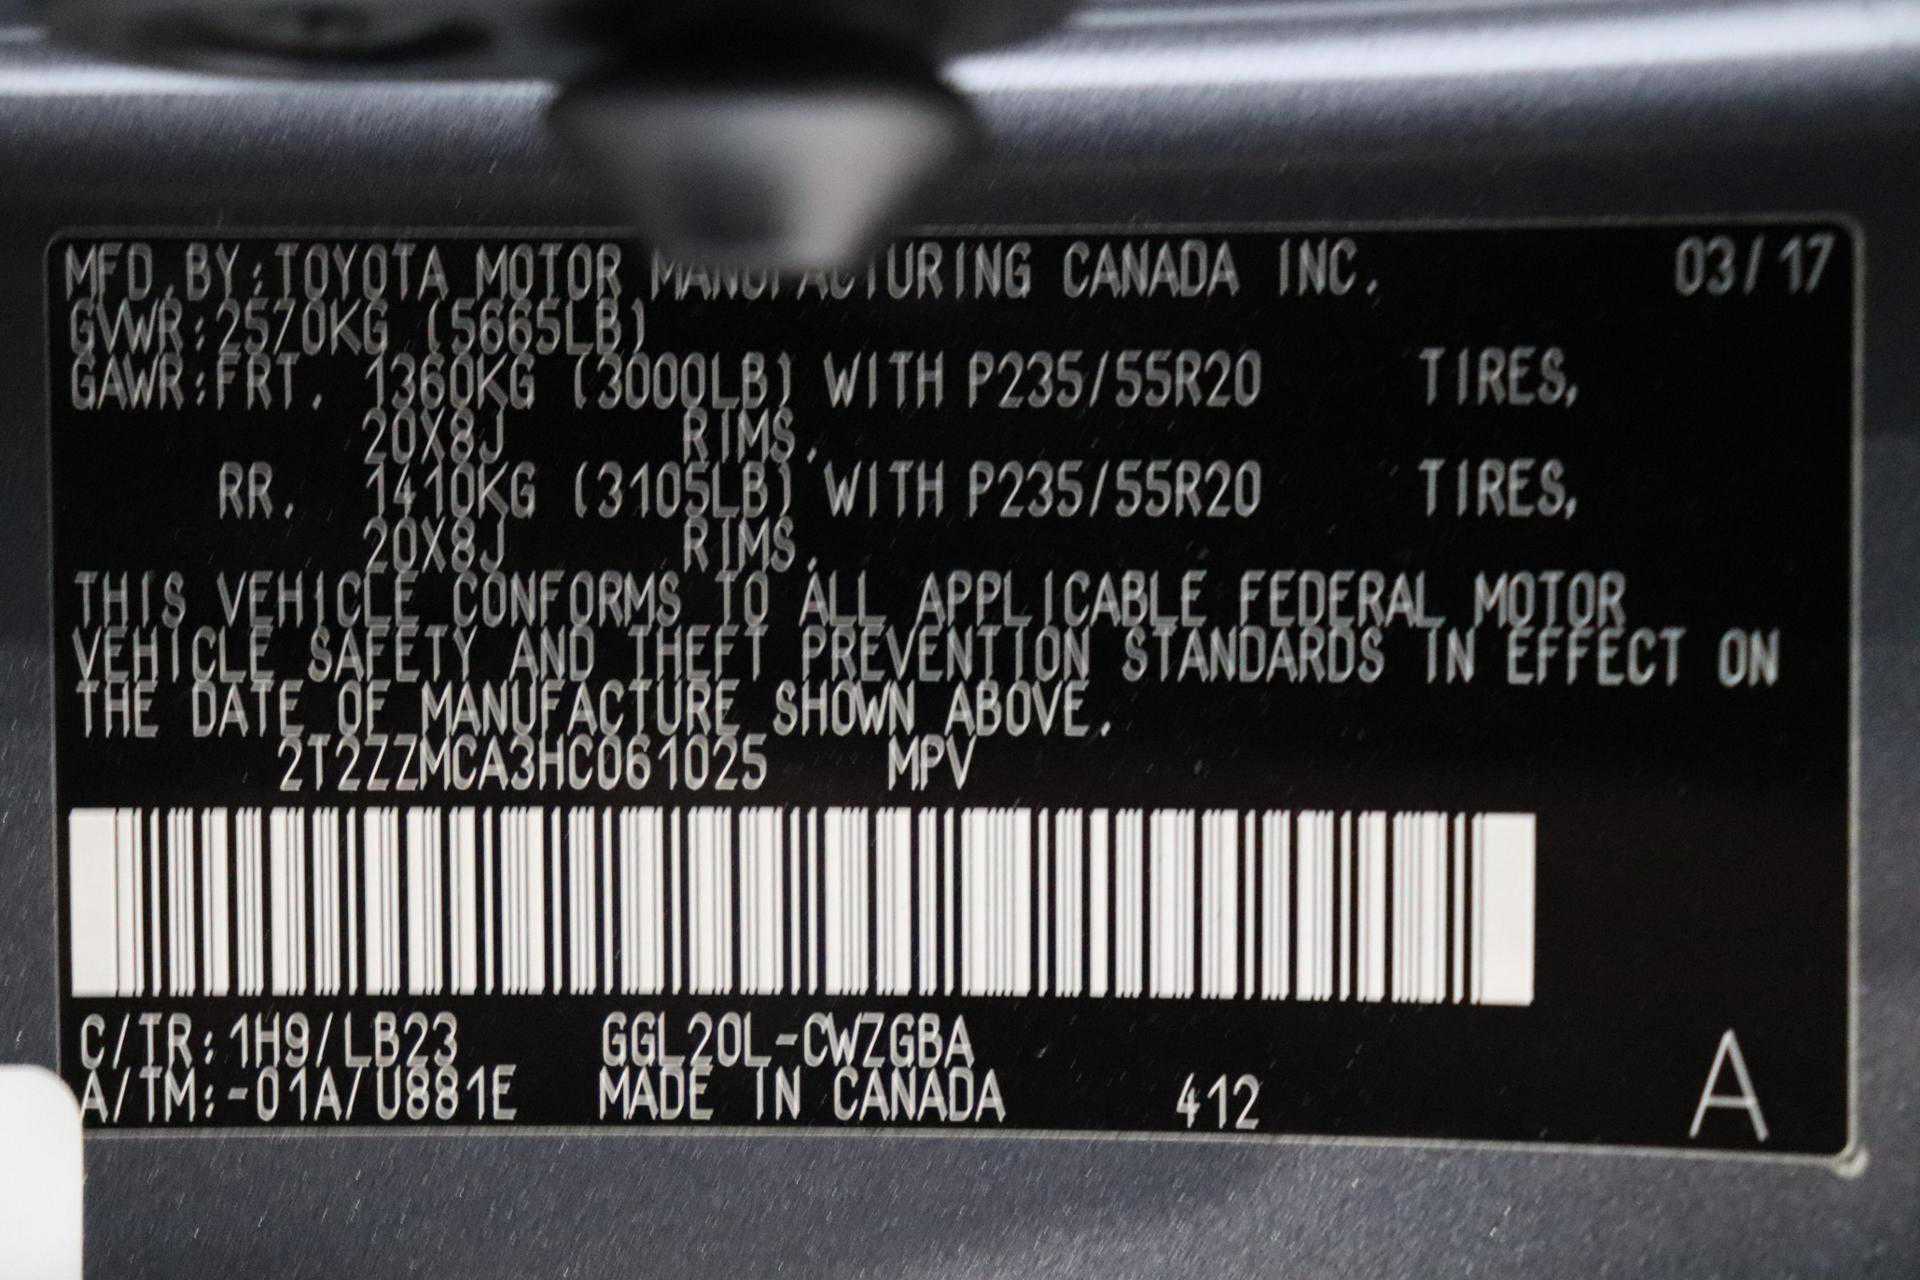 MFD.BY:TOYOTA MOTOR MANUFACTURING CANADA INC. 03/17
GVWR:2570KG (5665LB)
GAWR:FRT. 1360KG (3000LB) WITH P235/55R20 TIRES,
20X8J RIMS.
RR. 1410KG (3105LB) WITH P235/55R20 TIRES,
20X8J RIMS.
THIS VEHICLE CONFORMS TO ALL APPLICABLE FEDERAL MOTOR
VEHICLE SAFETY AND THEFT PREVENTION STANDARDS IN EFFECT ON
THE DATE OF MANUFACTURE SHOWN ABOVE.
2T2ZZMCA3HC061025 MPV
C/TR:1H9/LB23 GGL20L-CWZGBA
A/TM:-01A/U881E MADE IN CANADA 412 A